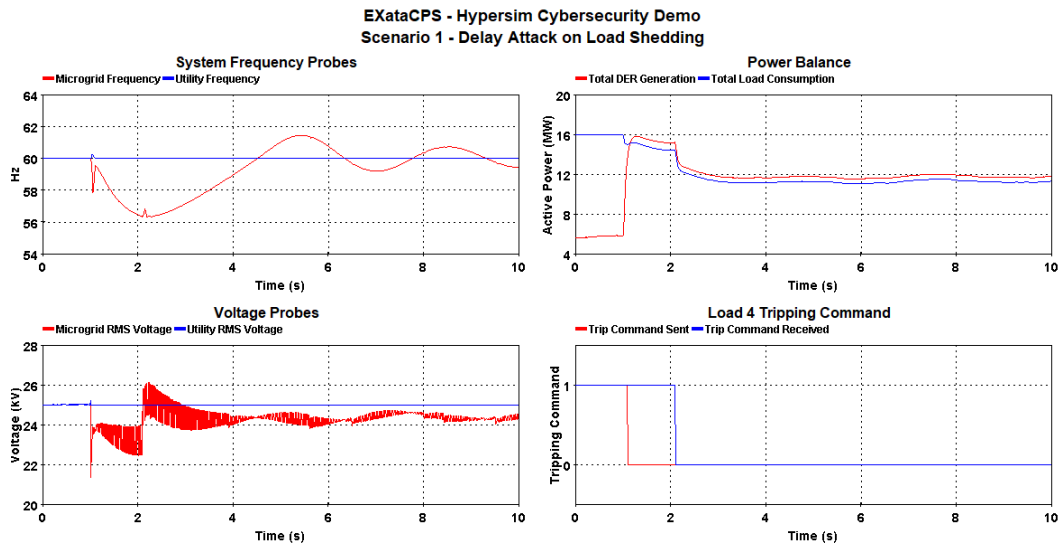 EXataCPS - Hypersim Cybersecurity Demo
Scenario 1 - Delay Attack on Load Shedding
System Frequency Probes
Microgrid Frequency Utility Frequency
Hz
64
62
60
58
56
54
0 2 4 6 8 10
Time (s)
Power Balance
Total DER Generation Total Load Consumption
Active Power (MW)
20
16
12
8
4
0 2 4 6 8 10
Time (s)
Voltage Probes
Microgrid RMS Voltage Utility RMS Voltage
Voltage (kV)
28
26
24
22
20
0 2 4 6 8 10
Time (s)
Load 4 Tripping Command
Trip Command Sent Trip Command Received
Tripping Command
1
-0
0 2 4 6 8 10
Time (s)